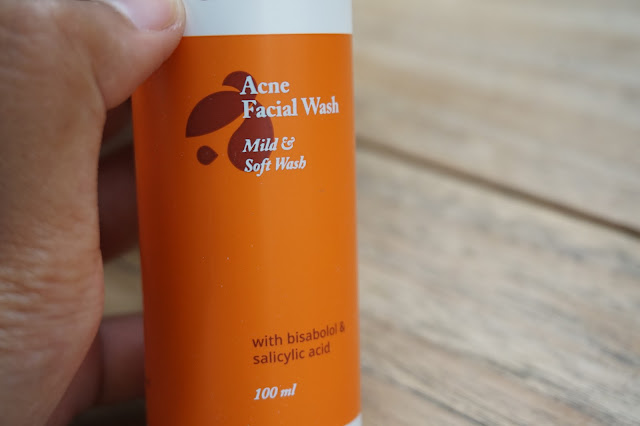 Acne
Facial Wash
Mild &
Soft Wash
with bisabolol &
salicylic acid
100 ml